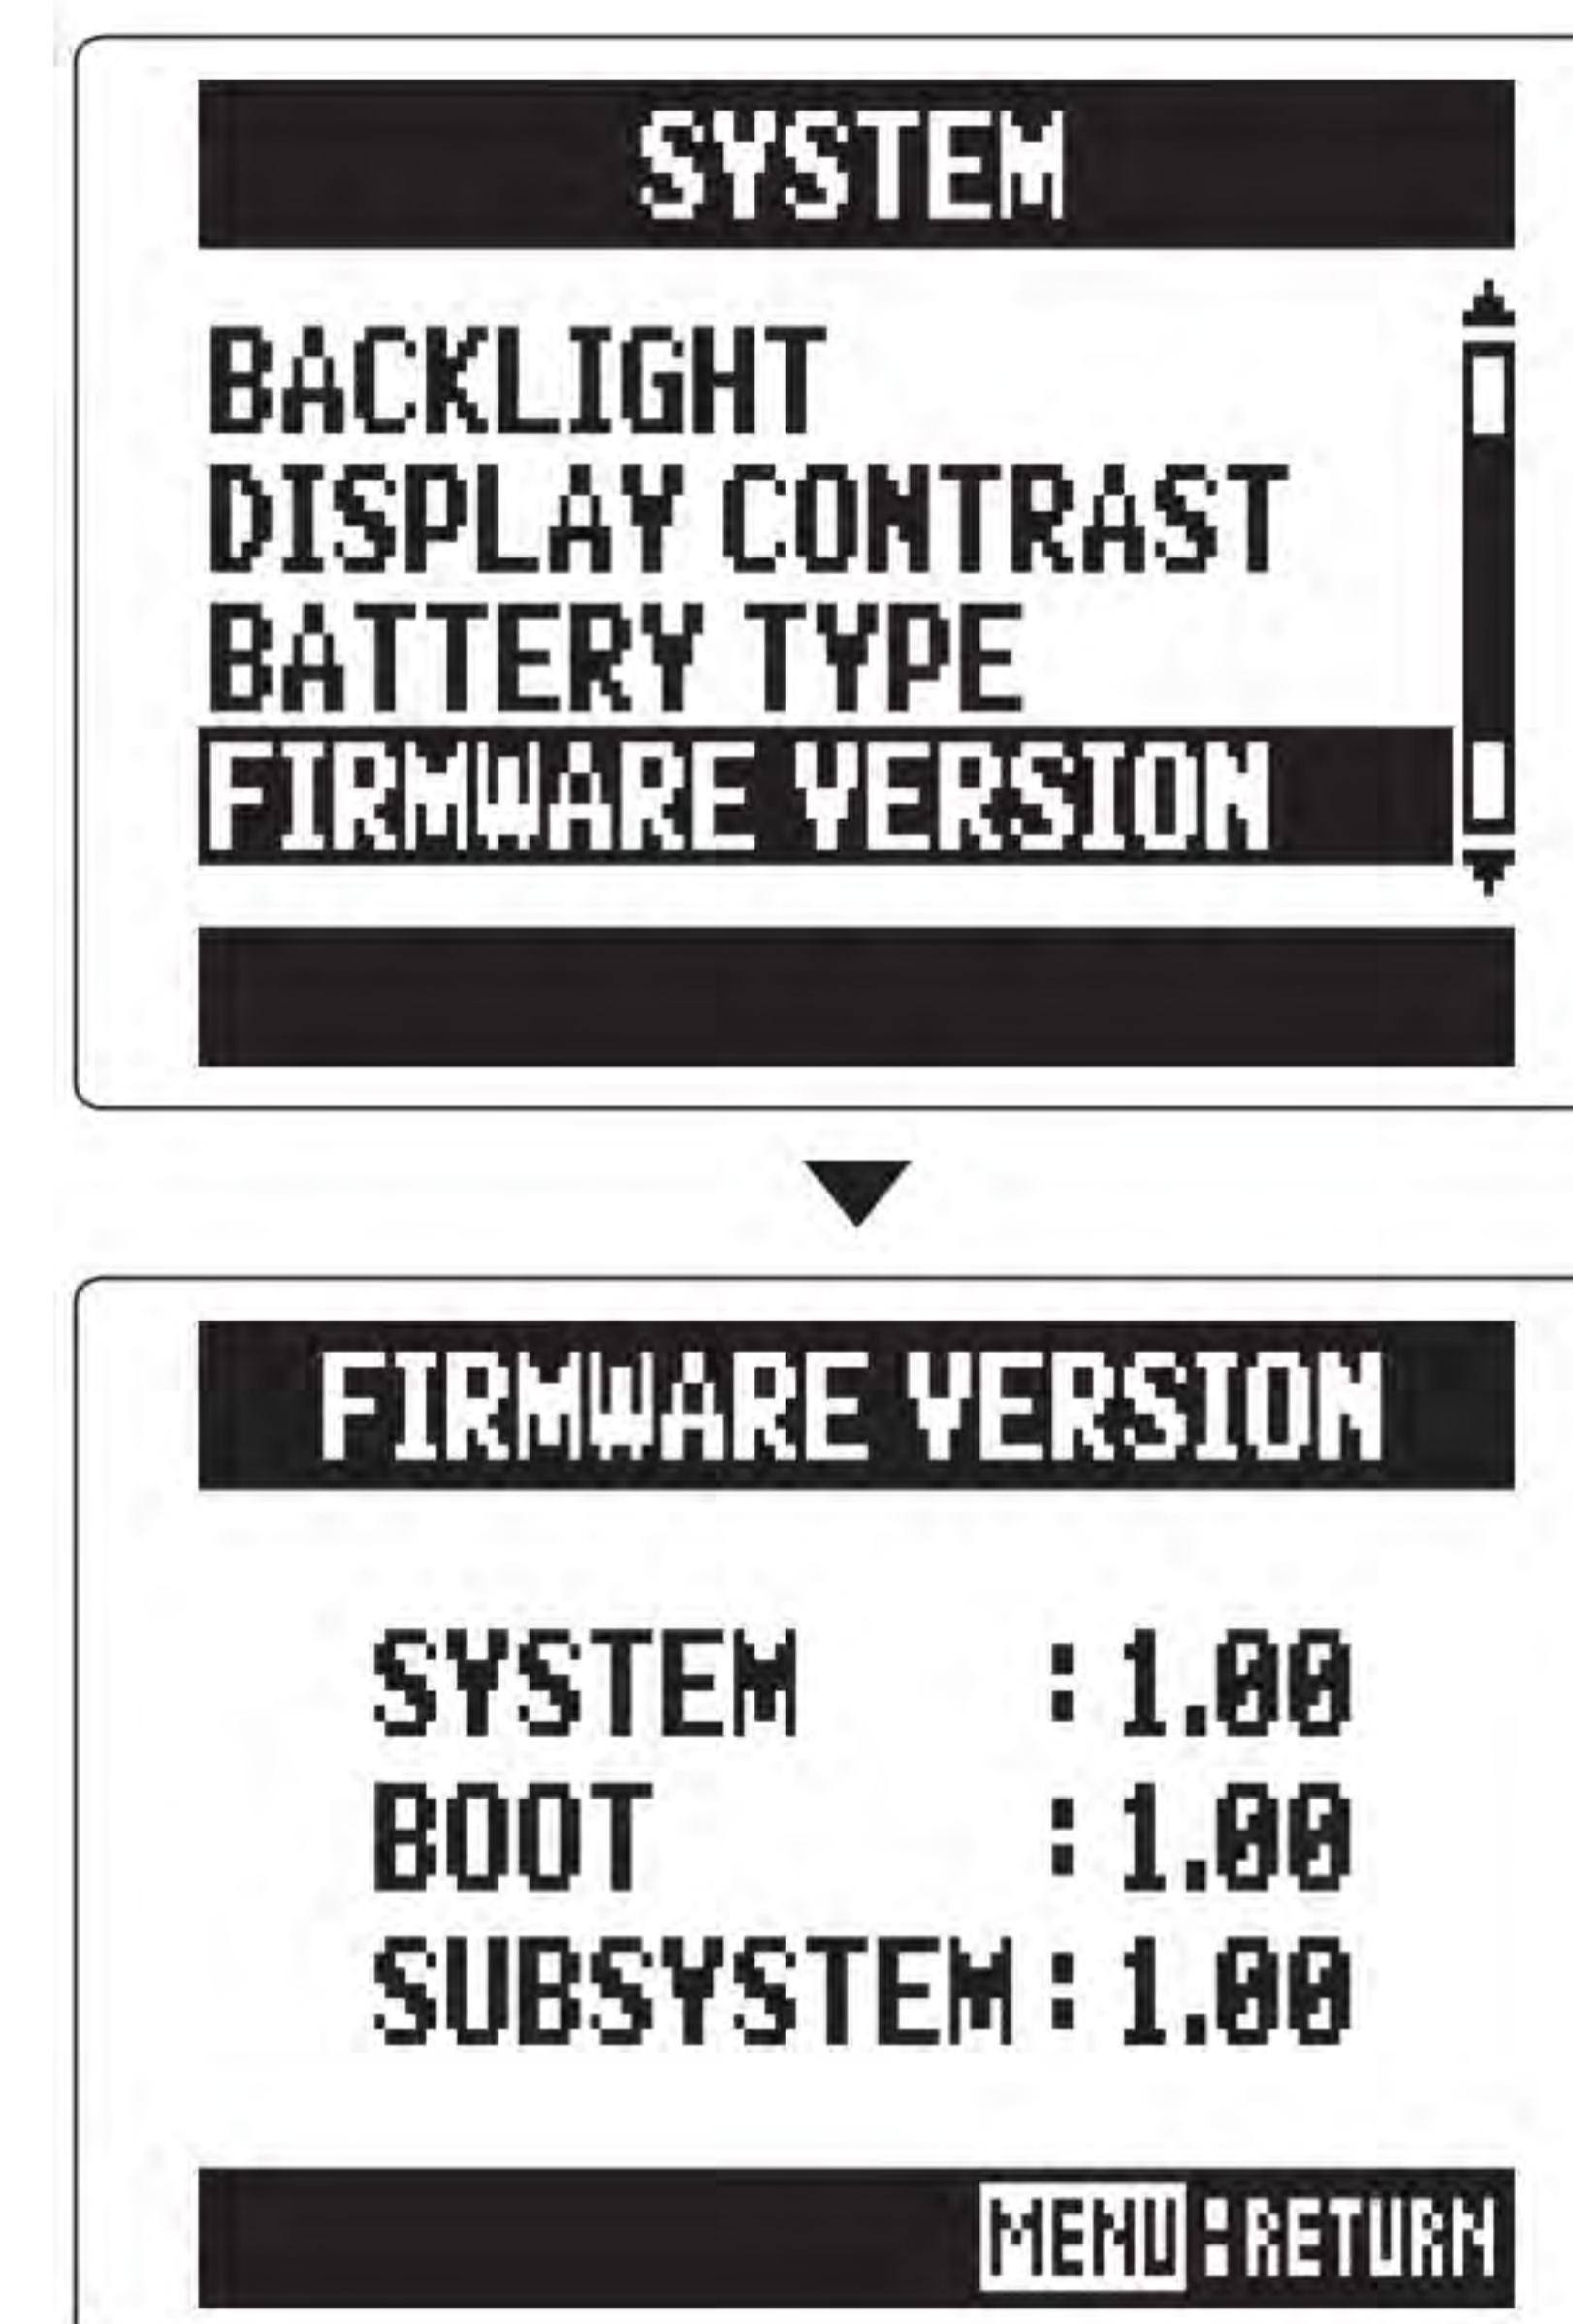 SYSTEM
BACKLIGHT
DISPLAY CONTRAST
BATTERY TYPE
FIRMWARE VERSION
FIRMWARE VERSION
SYSTEM : 1.00
BOOT : 1.00
SUBSYSTEM : 1.00
MENU :RETURN